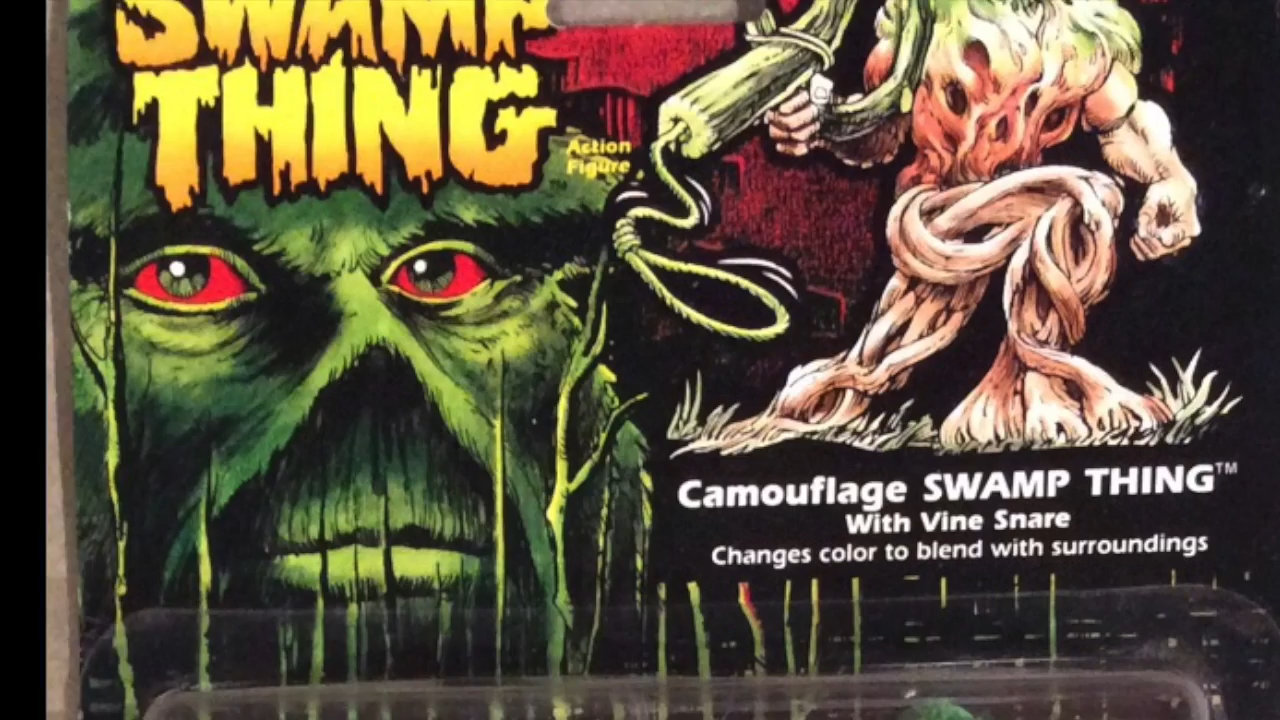 SWAMP
THING
Action
Figure
Camouflage SWAMP THING™
With Vine Snare
Changes color to blend with surroundings